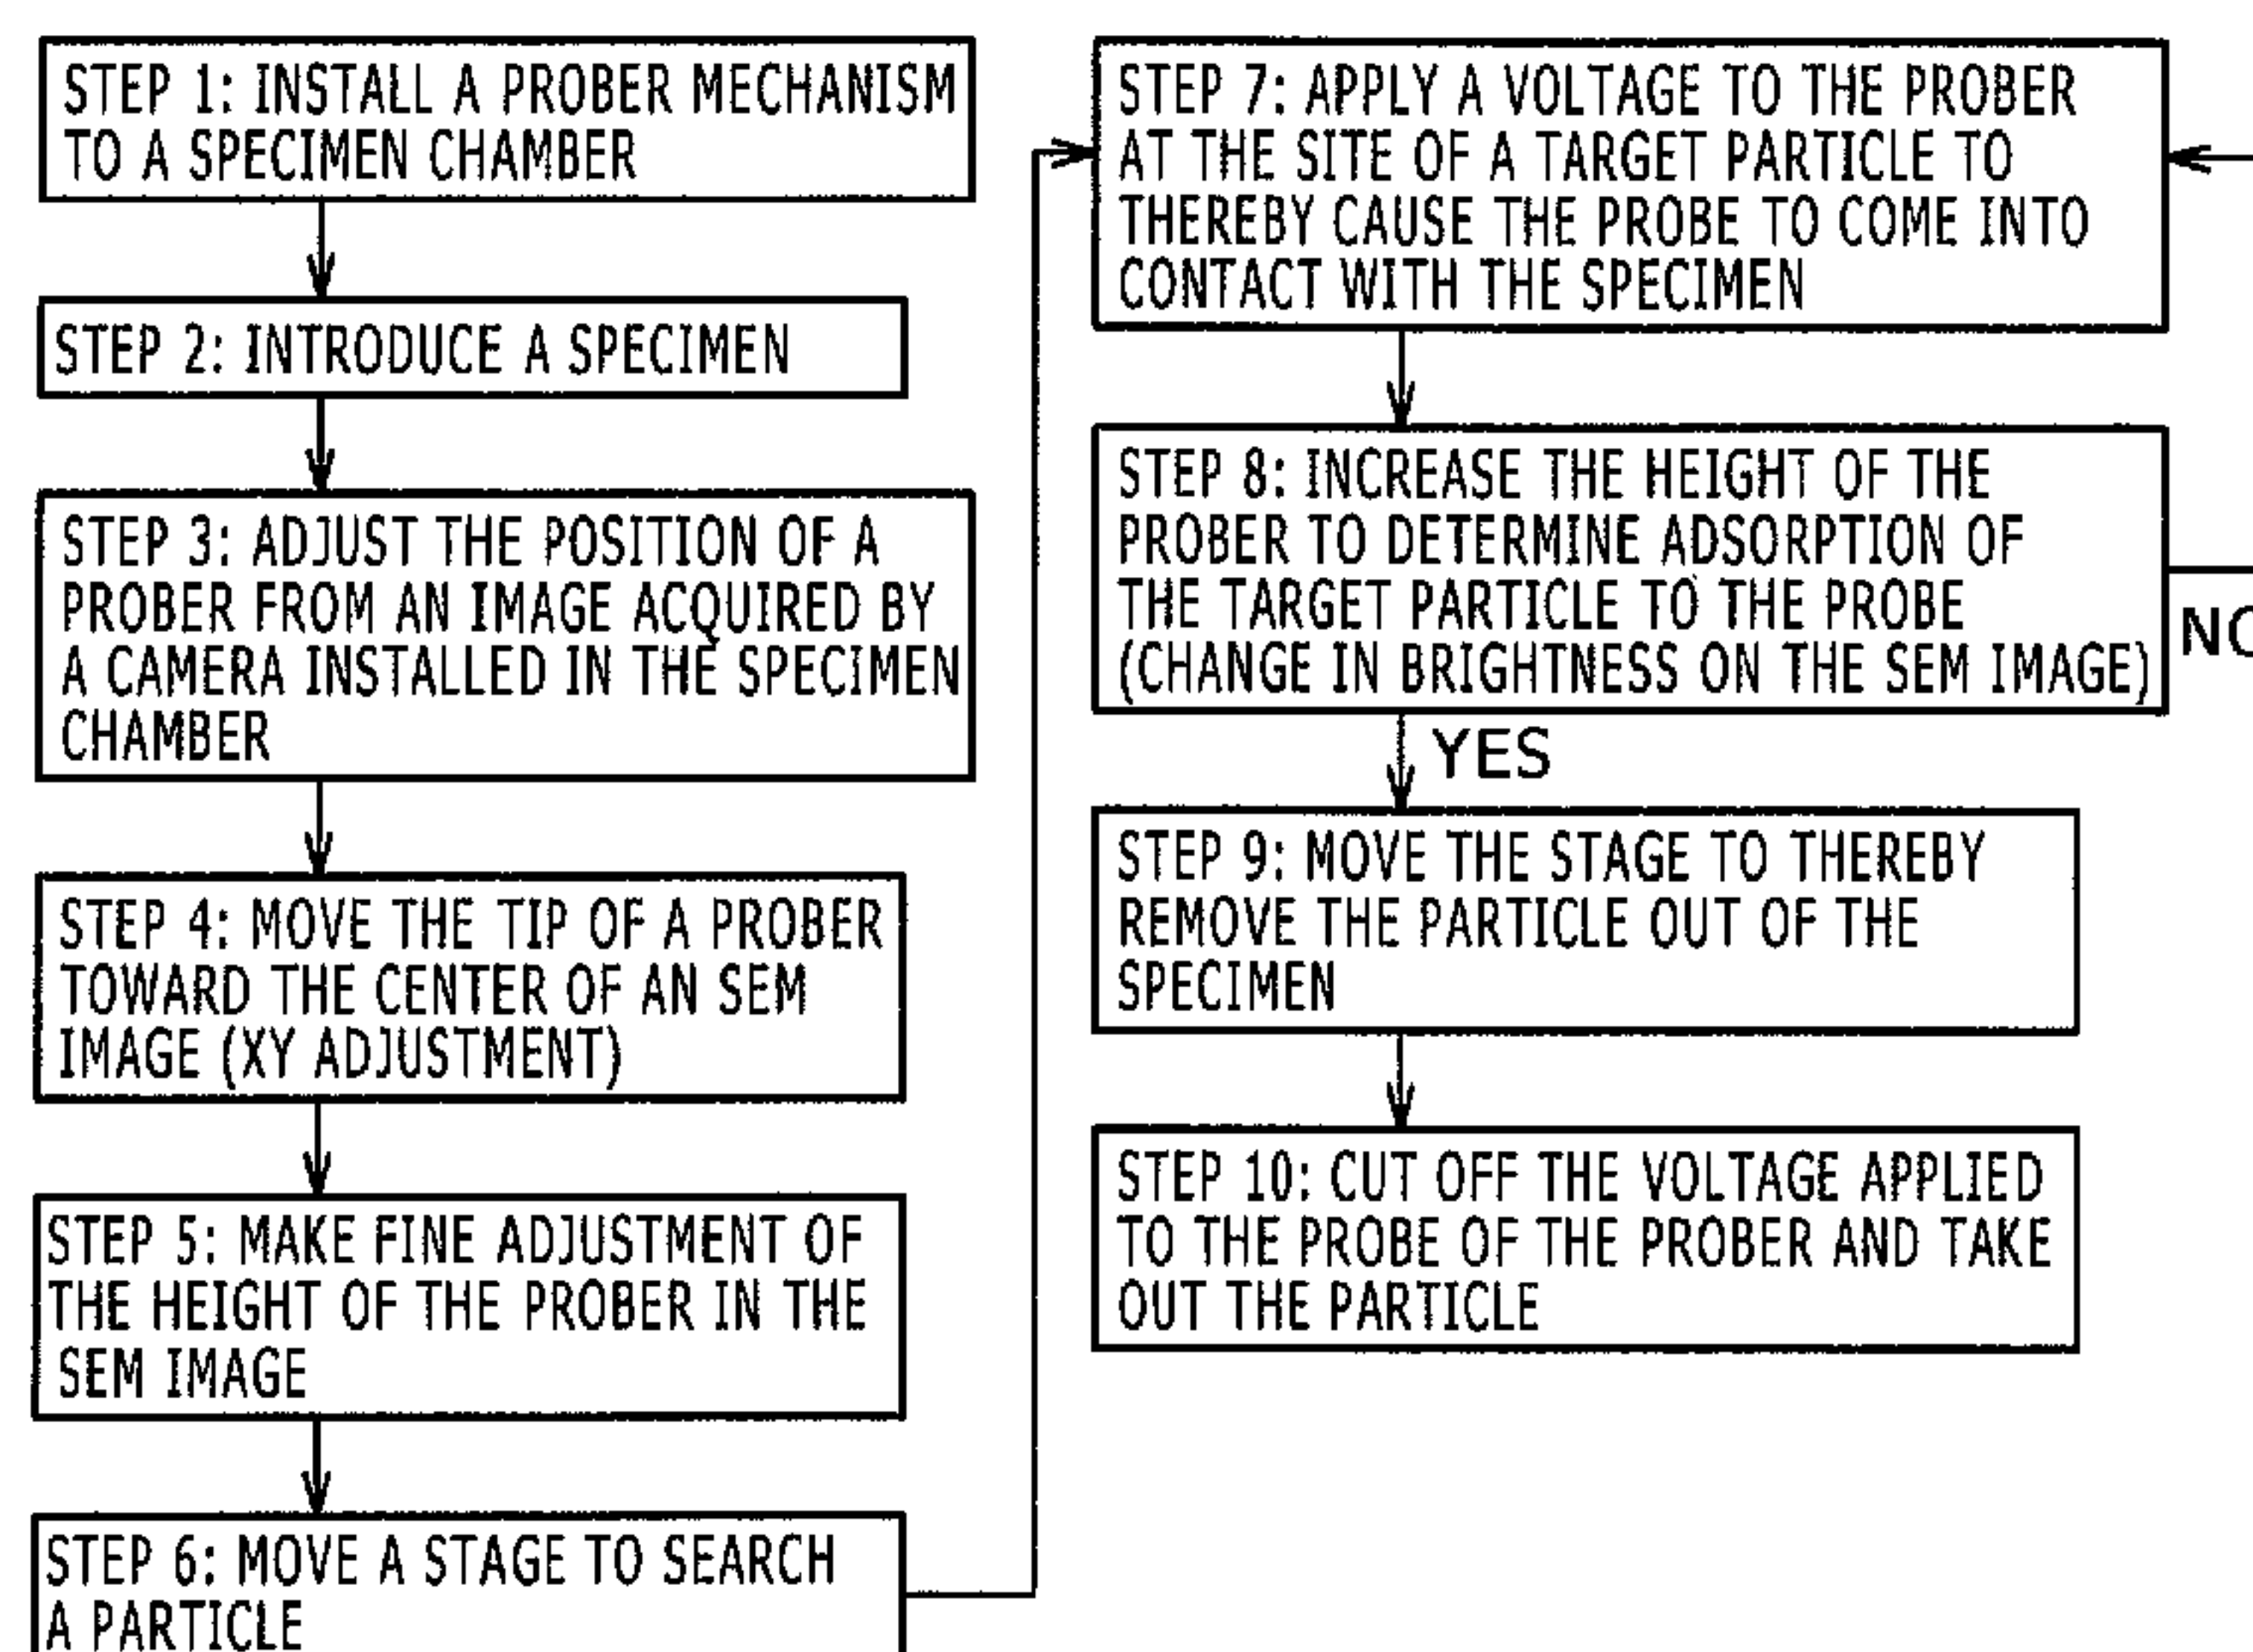 STEP 1: INSTALL A PROBER MECHANISM
TO A SPECIMEN CHAMBER
STEP 2: INTRODUCE A SPECIMEN
STEP 3: ADJUST THE POSITION OF A
PROBER FROM AN IMAGE ACQUIRED BY
A CAMERA INSTALLED IN THE SPECIMEN
CHAMBER
STEP 4: MOVE THE TIP OF A PROBER
TOWARD THE CENTER OF AN SEM
IMAGE (XY ADJUSTMENT)
STEP 5: MAKE FINE ADJUSTMENT OF
THE HEIGHT OF THE PROBER IN THE
SEM IMAGE
STEP 6: MOVE A STAGE TO SEARCH
A PARTICLE
STEP 7: APPLY A VOLTAGE TO THE PROBER
AT THE SITE OF A TARGET PARTICLE TO
THEREBY CAUSE THE PROBE TO COME INTO
CONTACT WITH THE SPECIMEN
STEP 8: INCREASE THE HEIGHT OF THE
PROBER TO DETERMINE ADSORPTION OF
THE TARGET PARTICLE TO THE PROBE
(CHANGE IN BRIGHTNESS ON THE SEM IMAGE)
NO
YES
STEP 9: MOVE THE STAGE TO THEREBY
REMOVE THE PARTICLE OUT OF THE
SPECIMEN
STEP 10: CUT OFF THE VOLTAGE APPLIED
TO THE PROBE OF THE PROBER AND TAKE
OUT THE PARTICLE